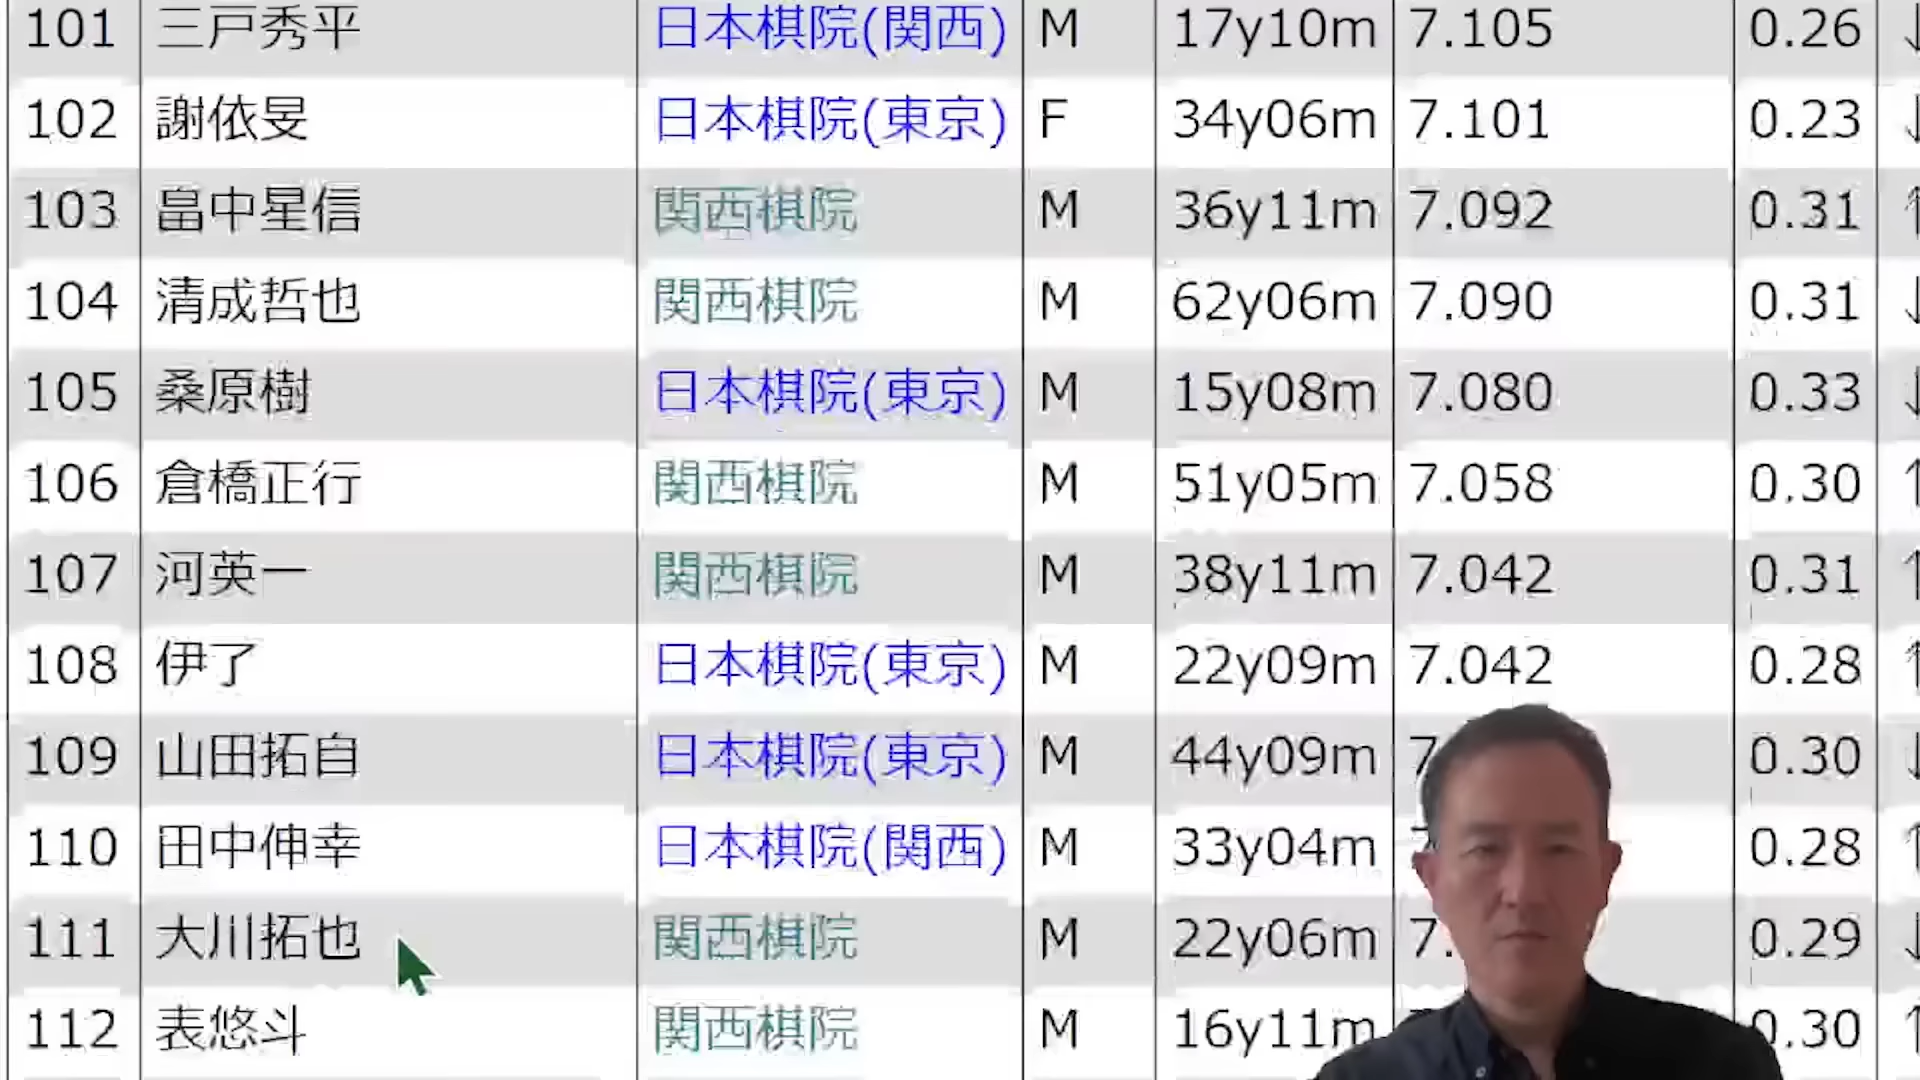 101 三戸秀平 日本棋院(関西) M 17y10m 7.105 0.26 ↓
102 謝依旻 日本棋院(東京) F 34y06m 7.101 0.23 ↓
103 畠中星信 関西棋院 M 36y11m 7.092 0.31 ↑
104 清成哲也 関西棋院 M 62y06m 7.090 0.31 ↓
105 桑原樹 日本棋院(東京) M 15y08m 7.080 0.33 ↓
106 倉橋正行 関西棋院 M 51y05m 7.058 0.30 ↑
107 河英一 関西棋院 M 38y11m 7.042 0.31 ↑
108 伊了 日本棋院(東京) M 22y09m 7.042 0.28 ↑
109 山田拓自 日本棋院(東京) M 44y09m 0.30 ↓
110 田中伸幸 日本棋院(関西) M 33y04m 0.28 ↑
111 大川拓也 関西棋院 M 22y06m 0.29 ↓
112 表悠斗 関西棋院 M 16y11m 0.30 ↑